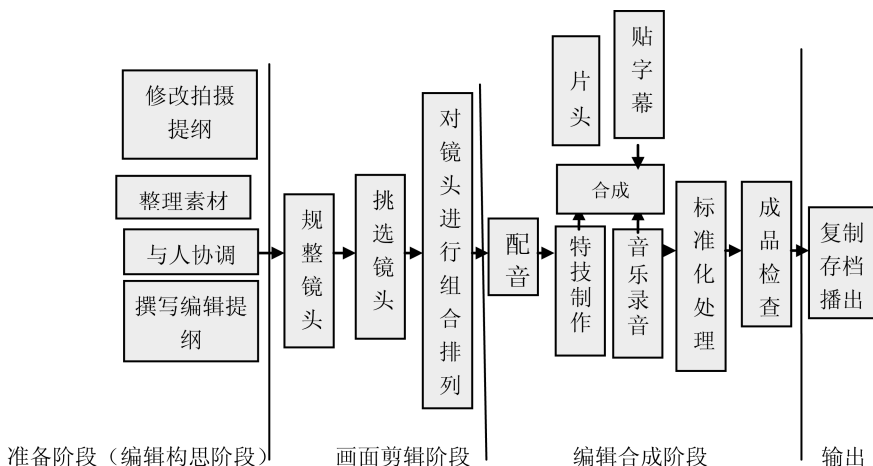 修改拍摄
提纲
整理素材
与人协调
撰写编辑提
纲
规整镜头
挑选镜头
对镜头进行组合排列
配音
片头
贴字幕
合成
特技制作
音乐录音
标准化处理
成品检查
复制
存档
播出
准备阶段（编辑构思阶段）
画面剪辑阶段
编辑合成阶段
输出